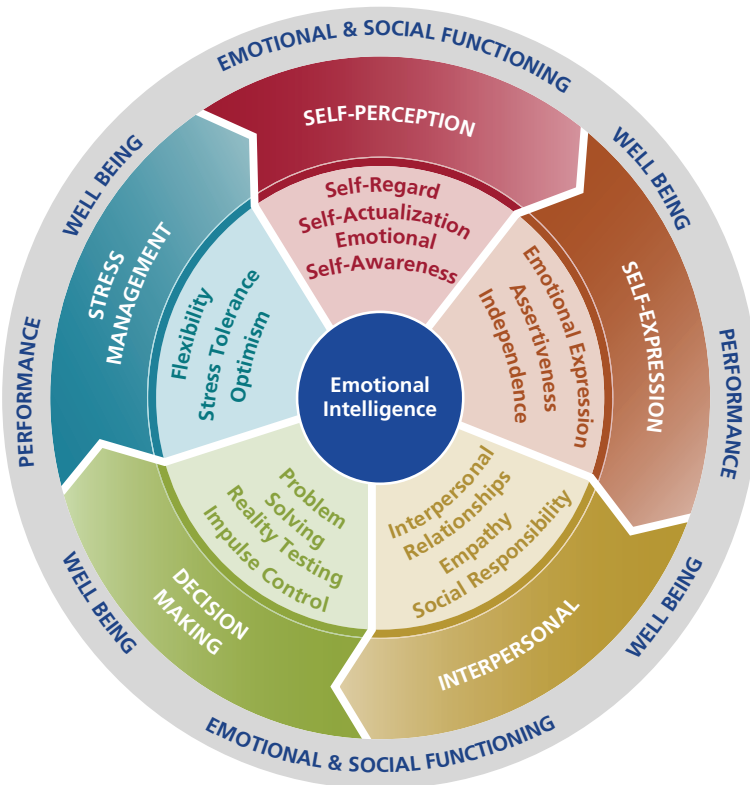 EMOTIONAL & SOCIAL FUNCTIONING
WELL BEING
PERFORMANCE
WELL BEING
EMOTIONAL & SOCIAL FUNCTIONING
WELL BEING
PERFORMANCE
WELL BEING
SELF-PERCEPTION
Self-Regard
Self-Actualization
Emotional
Self-Awareness
SELF-EXPRESSION
Emotional Expression
Assertiveness
Independence
INTERPERSONAL
Interpersonal
Relationships
Empathy
Social Responsibility
DECISION
MAKING
Problem
Solving
Reality Testing
Impulse Control
STRESS
MANAGEMENT
Flexibility
Stress Tolerance
Optimism
Emotional
Intelligence